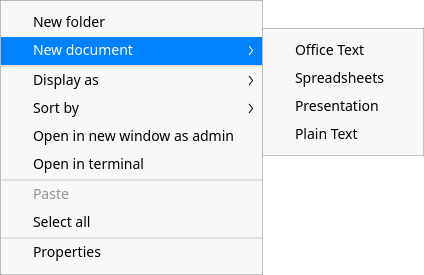 New folder
New document
Display as
Sort by
Open in new window as admin
Open in terminal
Paste
Select all
Properties
Office Text
Spreadsheets
Presentation
Plain Text